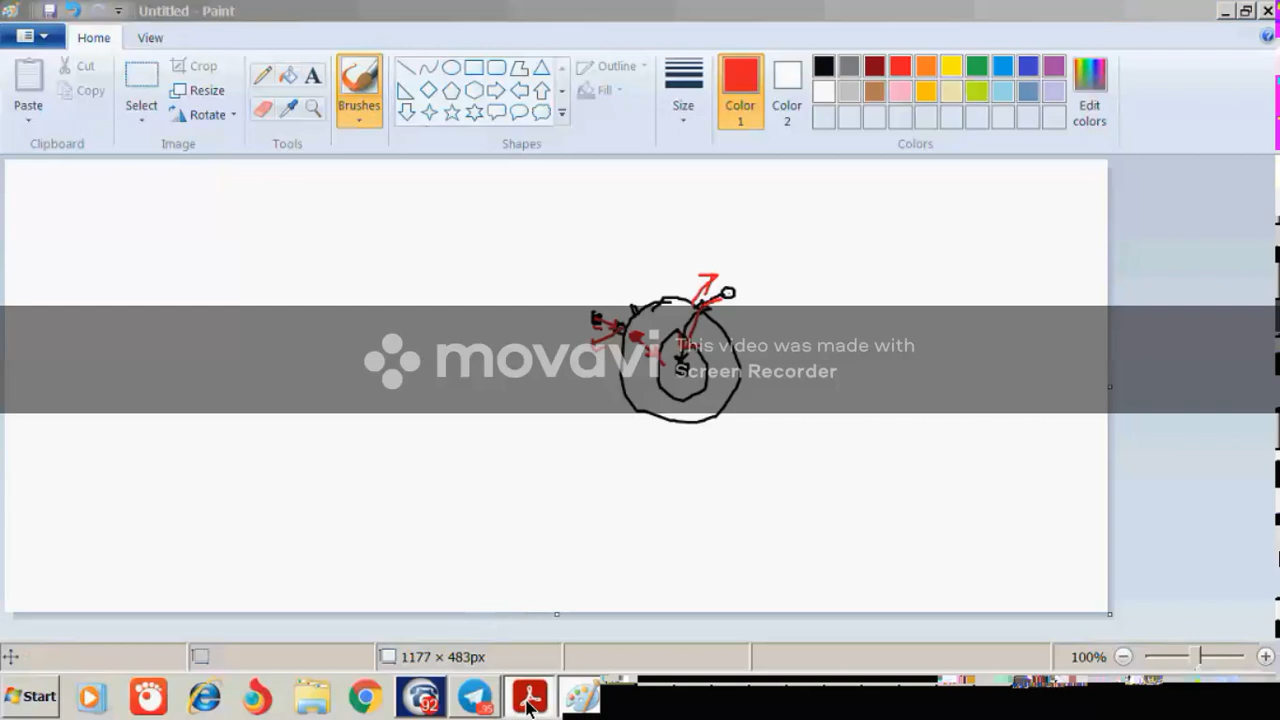 Untitled - Paint
Home
View
Paste
Cut
Copy
Clipboard
Select
Crop
Resize
Rotate
Image
A
Tools
Brushes
Outline
Fill
Shapes
Size
Color 1
Color 2
Edit colors
Colors
movavi
This video was made with
Screen Recorder
S
1177 × 483px
100%
Start
92